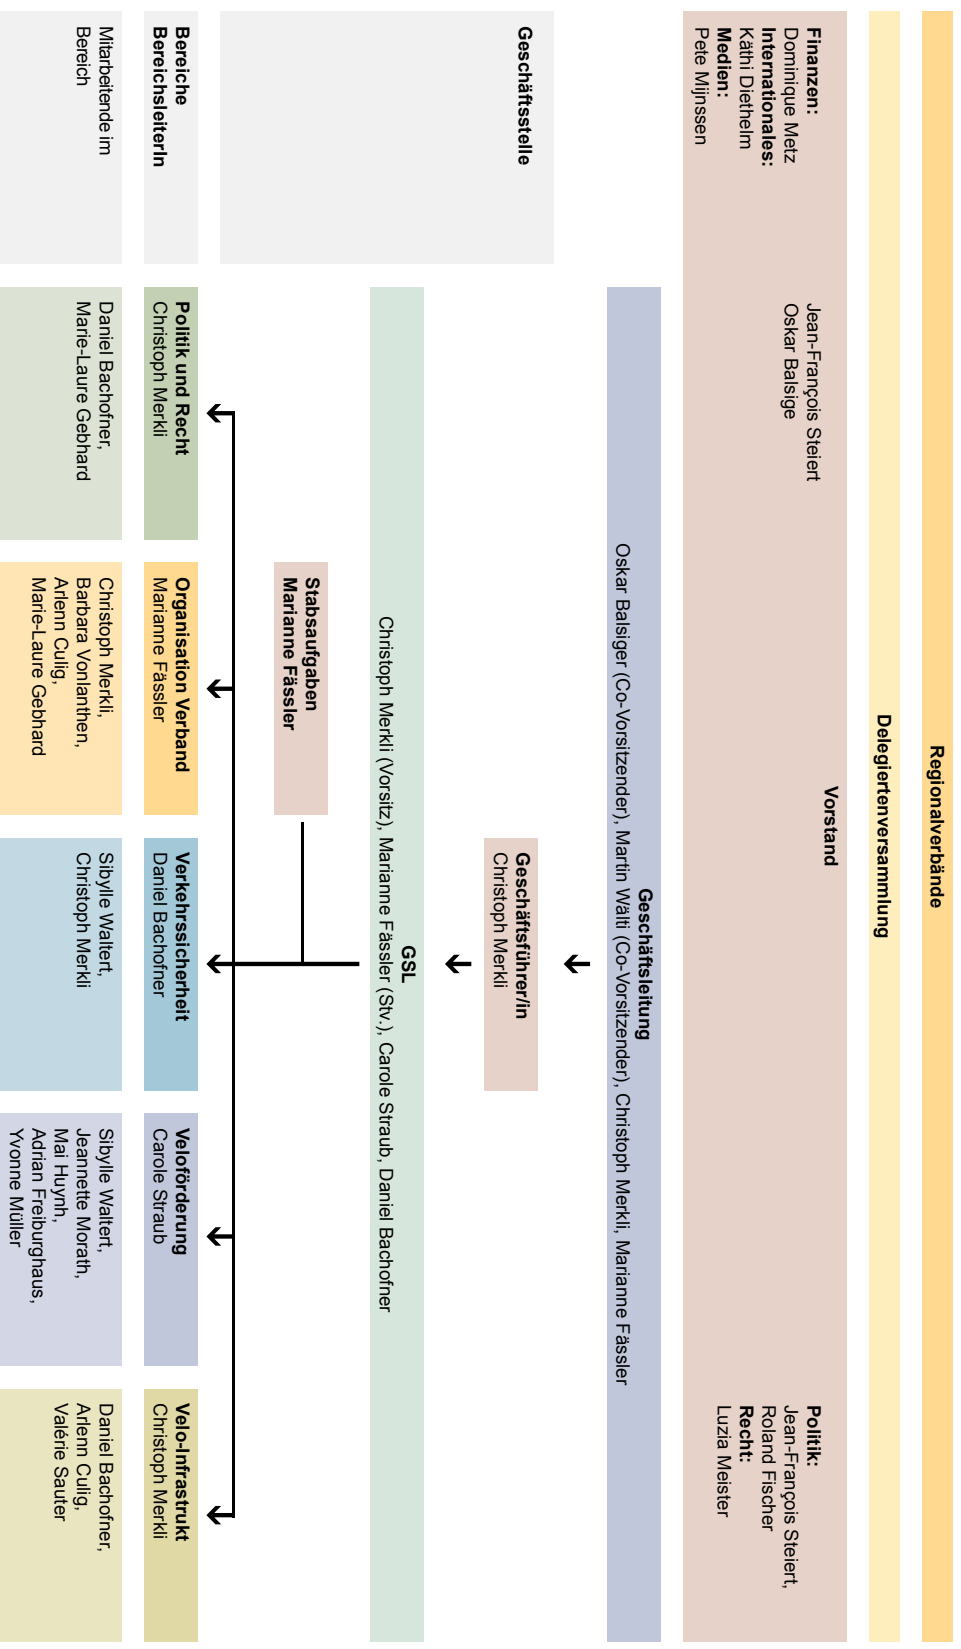 Regionalverbände
Delegiertenversammlung
Vorstand
Finanzen:
Dominique Metz
Internationales:
Käthi Diethelm
Medien:
Pete Mijnssen
Jean-François Steiert
Oskar Balsige
Politik:
Jean-François Steiert,
Roland Fischer
Recht:
Luzia Meister
Geschäftsleitung
Oskar Balsiger (Co-Vorsitzender), Martin Wälti (Co-Vorsitzender), Christoph Merkli, Marianne Fässler
Geschäftsstelle
Geschäftsführer/in
Christoph Merkli
GSL
Christoph Merkli (Vorsitz), Marianne Fässler (Stv.), Carole Straub, Daniel Bachofner
Stabsaufgaben
Marianne Fässler
Bereiche
BereichsleiterIn
Politik und Recht
Christoph Merkli
Organisation Verband
Marianne Fässler
Verkehrssicherheit
Daniel Bachofner
Veloförderung
Carole Straub
Velo-Infrastrukt
Christoph Merkli
Mitarbeitende im
Bereich
Daniel Bachofner,
Marie-Laure Gebhard
Christoph Merkli,
Barbara Vonlanthen,
Arlenn Culig,
Marie-Laure Gebhard
Sibylle Waltert,
Christoph Merkli
Sibylle Waltert,
Jeannette Morath,
Mai Huynh,
Adrian Freiburghaus,
Yvonne Müller
Daniel Bachofner,
Arlenn Culig,
Valérie Sauter